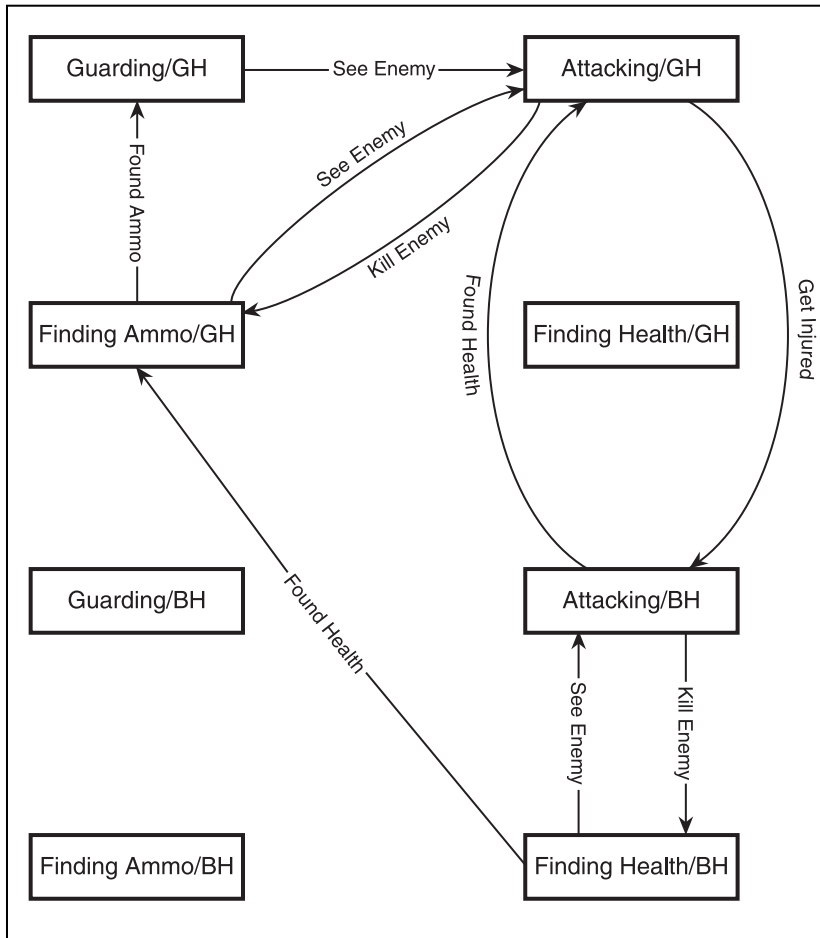 Guarding/GH
See Enemy
Attacking/GH
Found Ammo
See Enemy
Kill Enemy
Found Health
Get Injured
Finding Ammo/GH
Finding Health/GH
Guarding/BH
Found Health
Attacking/BH
See Enemy
Kill Enemy
Finding Ammo/BH
Finding Health/BH